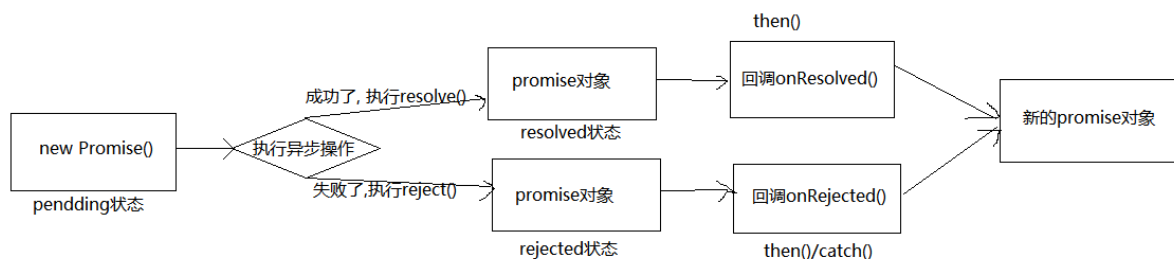 new Promise()
pendding状态
执行异步操作
成功了, 执行resolve()
失败了,执行reject()
promise对象
resolved状态
promise对象
rejected状态
then()
回调onResolved()
回调onRejected()
then()/catch()
新的promise对象